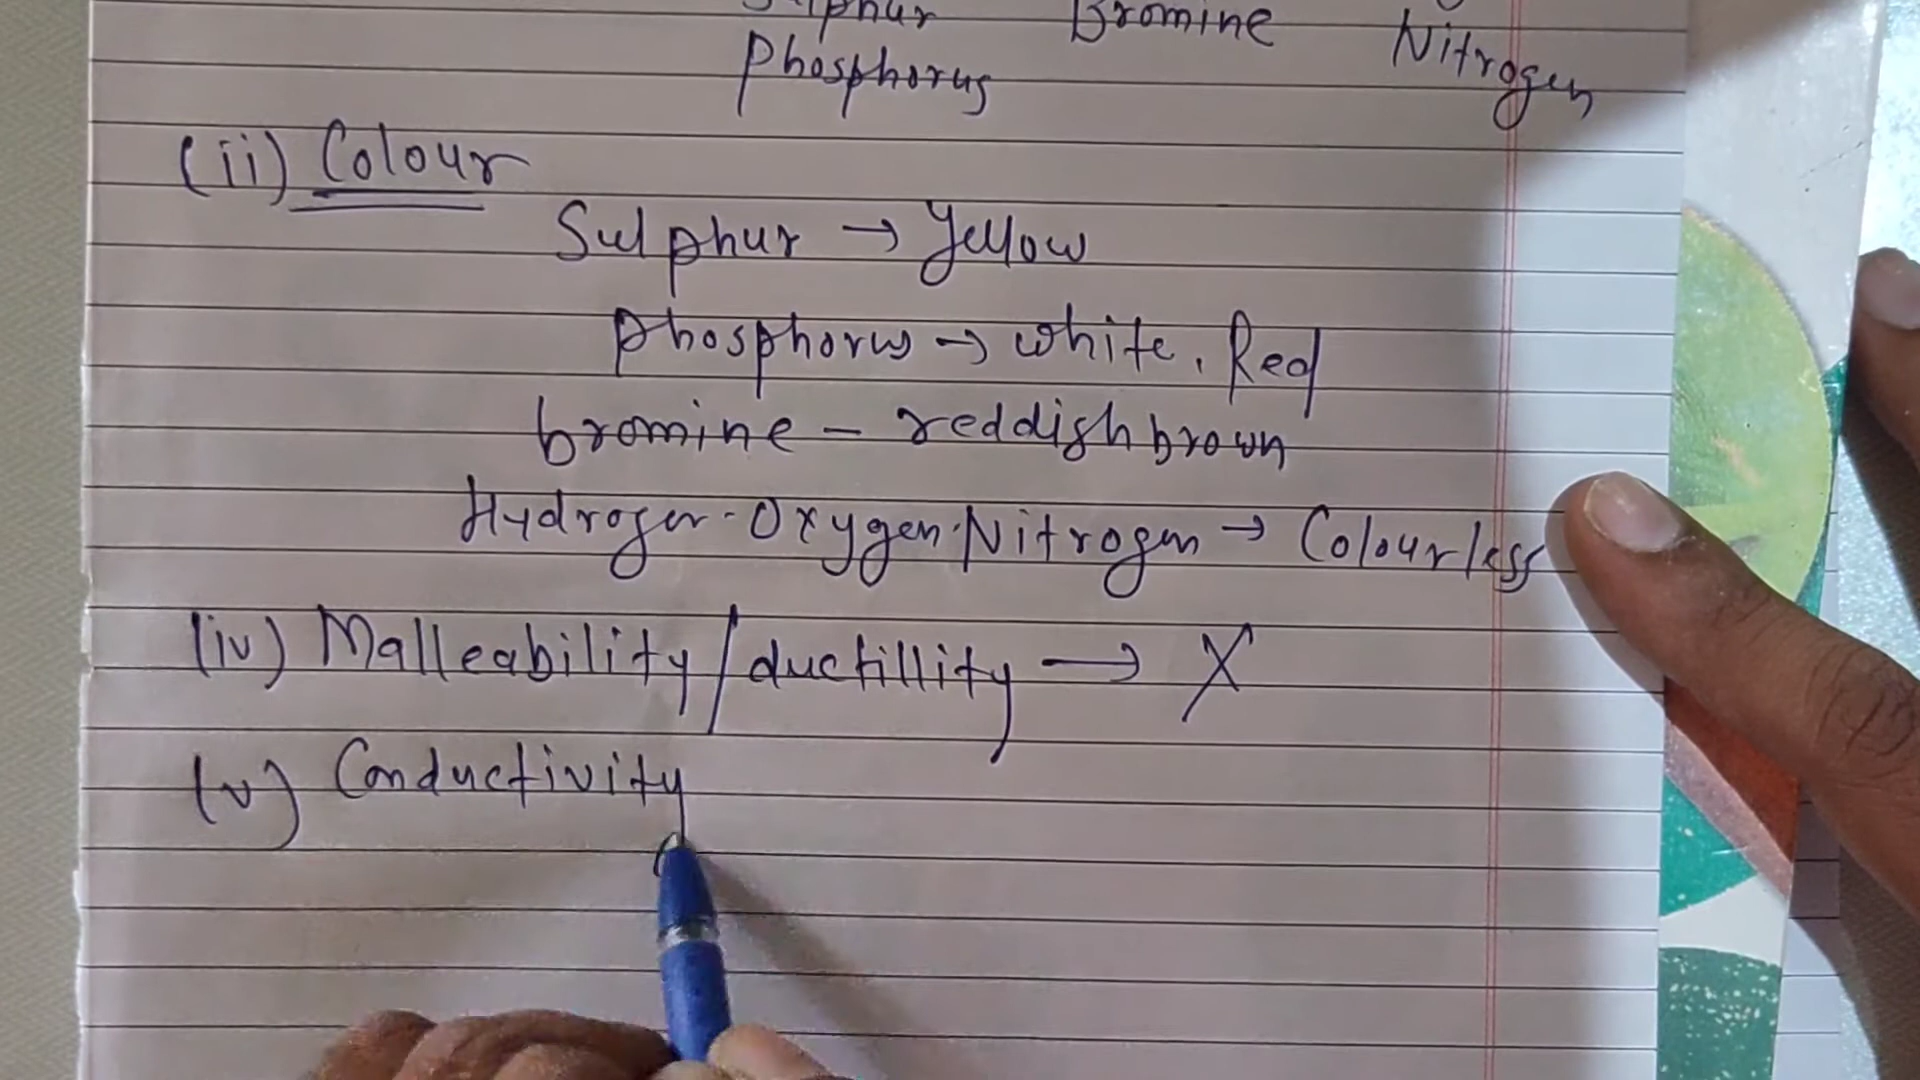 Sulphur Bromine Nitrogen
Phosphorus
(ii) Colour
Sulphur → Yellow
Phosphorus → white, Red
bromine - reddish brown
Hydrogen · Oxygen · Nitrogen → Colourless
(iv) Malleability/ductillity → X
(v) Conductivity